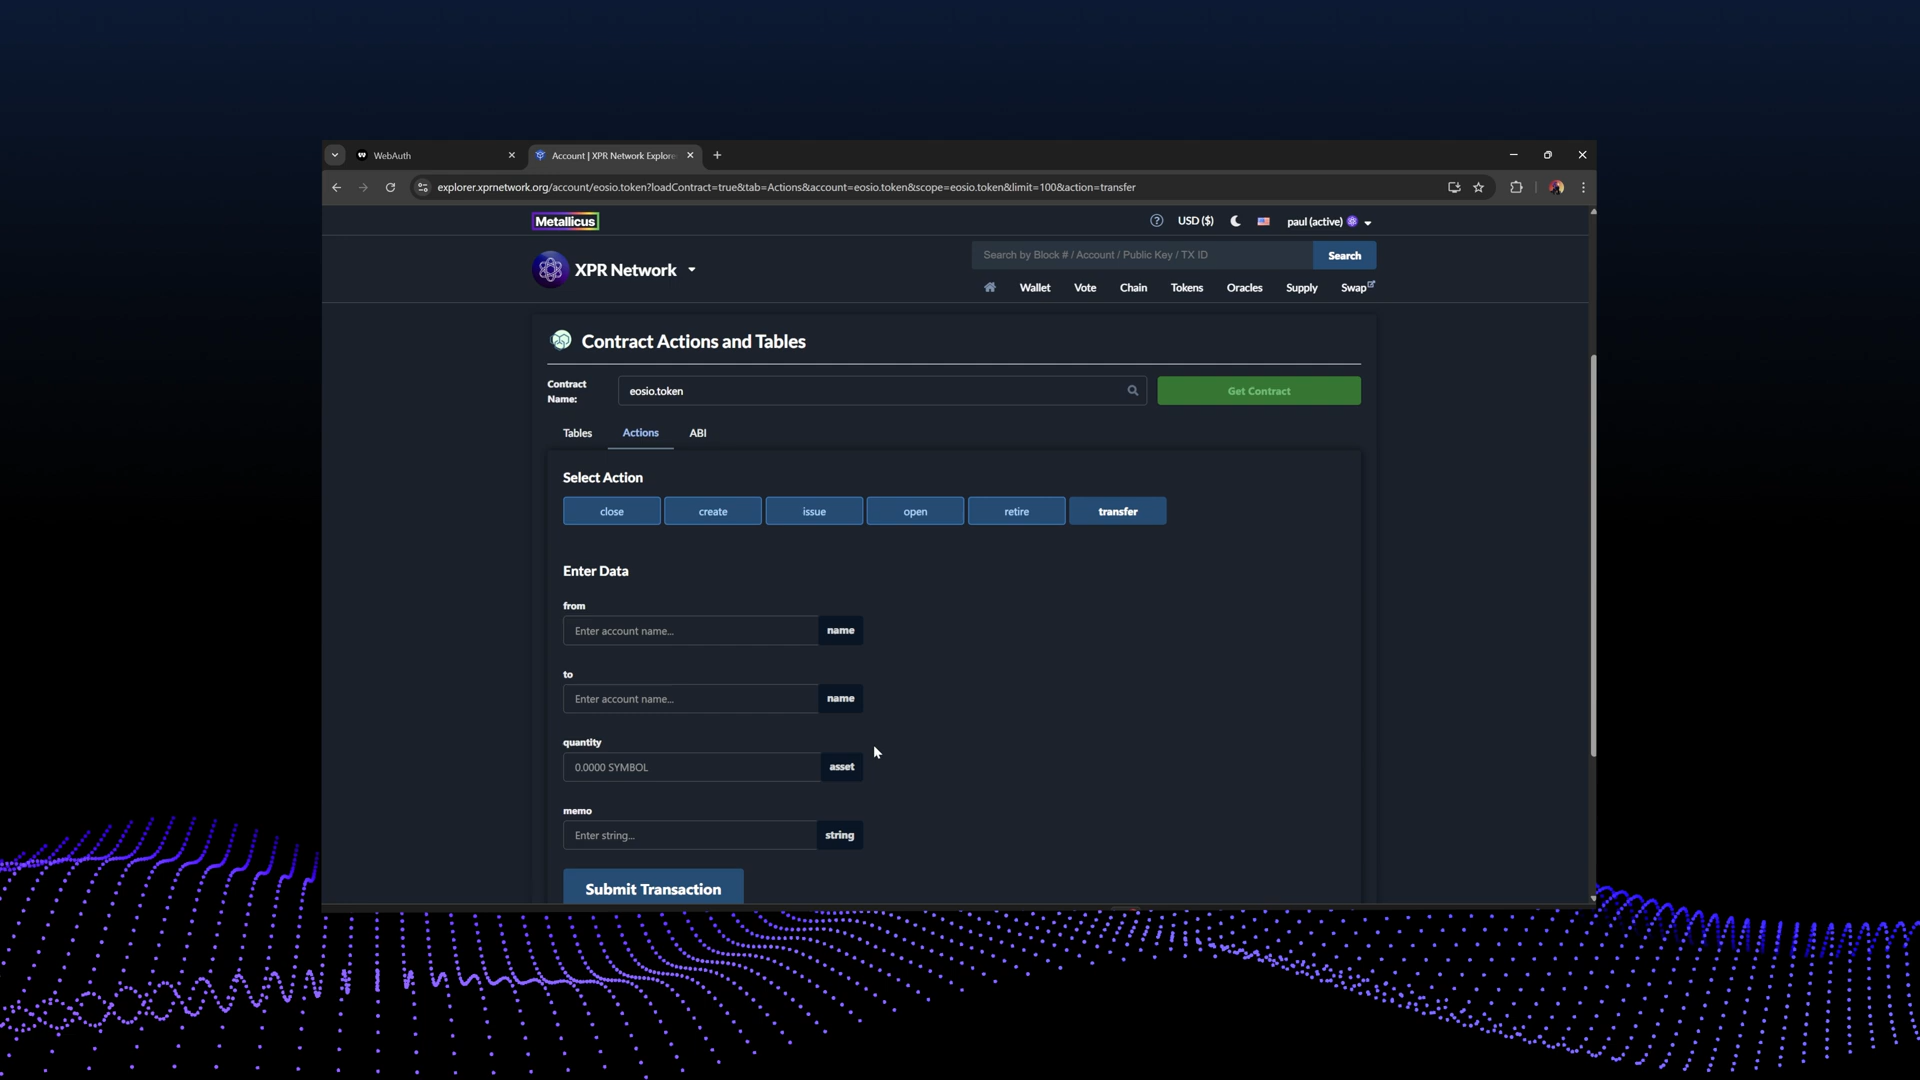 WebAuth
Account | XPR Network Explore
explorer.xprnetwork.org/account/eosio.token?loadContract=true&tab=Actions&account=eosio.token&scope=eosio.token&limit=100&action=transfer
Metallicus
USD ($)
paul (active)
XPR Network
Search by Block # / Account / Public Key / TX ID
Search
Wallet
Vote
Chain
Tokens
Oracles
Supply
Swap
Contract Actions and Tables
Contract
Name:
eosio.token
Get Contract
Tables
Actions
ABI
Select Action
close
create
issue
open
retire
transfer
Enter Data
from
Enter account name...
name
to
Enter account name...
name
quantity
0.0000 SYMBOL
asset
memo
Enter string...
string
Submit Transaction